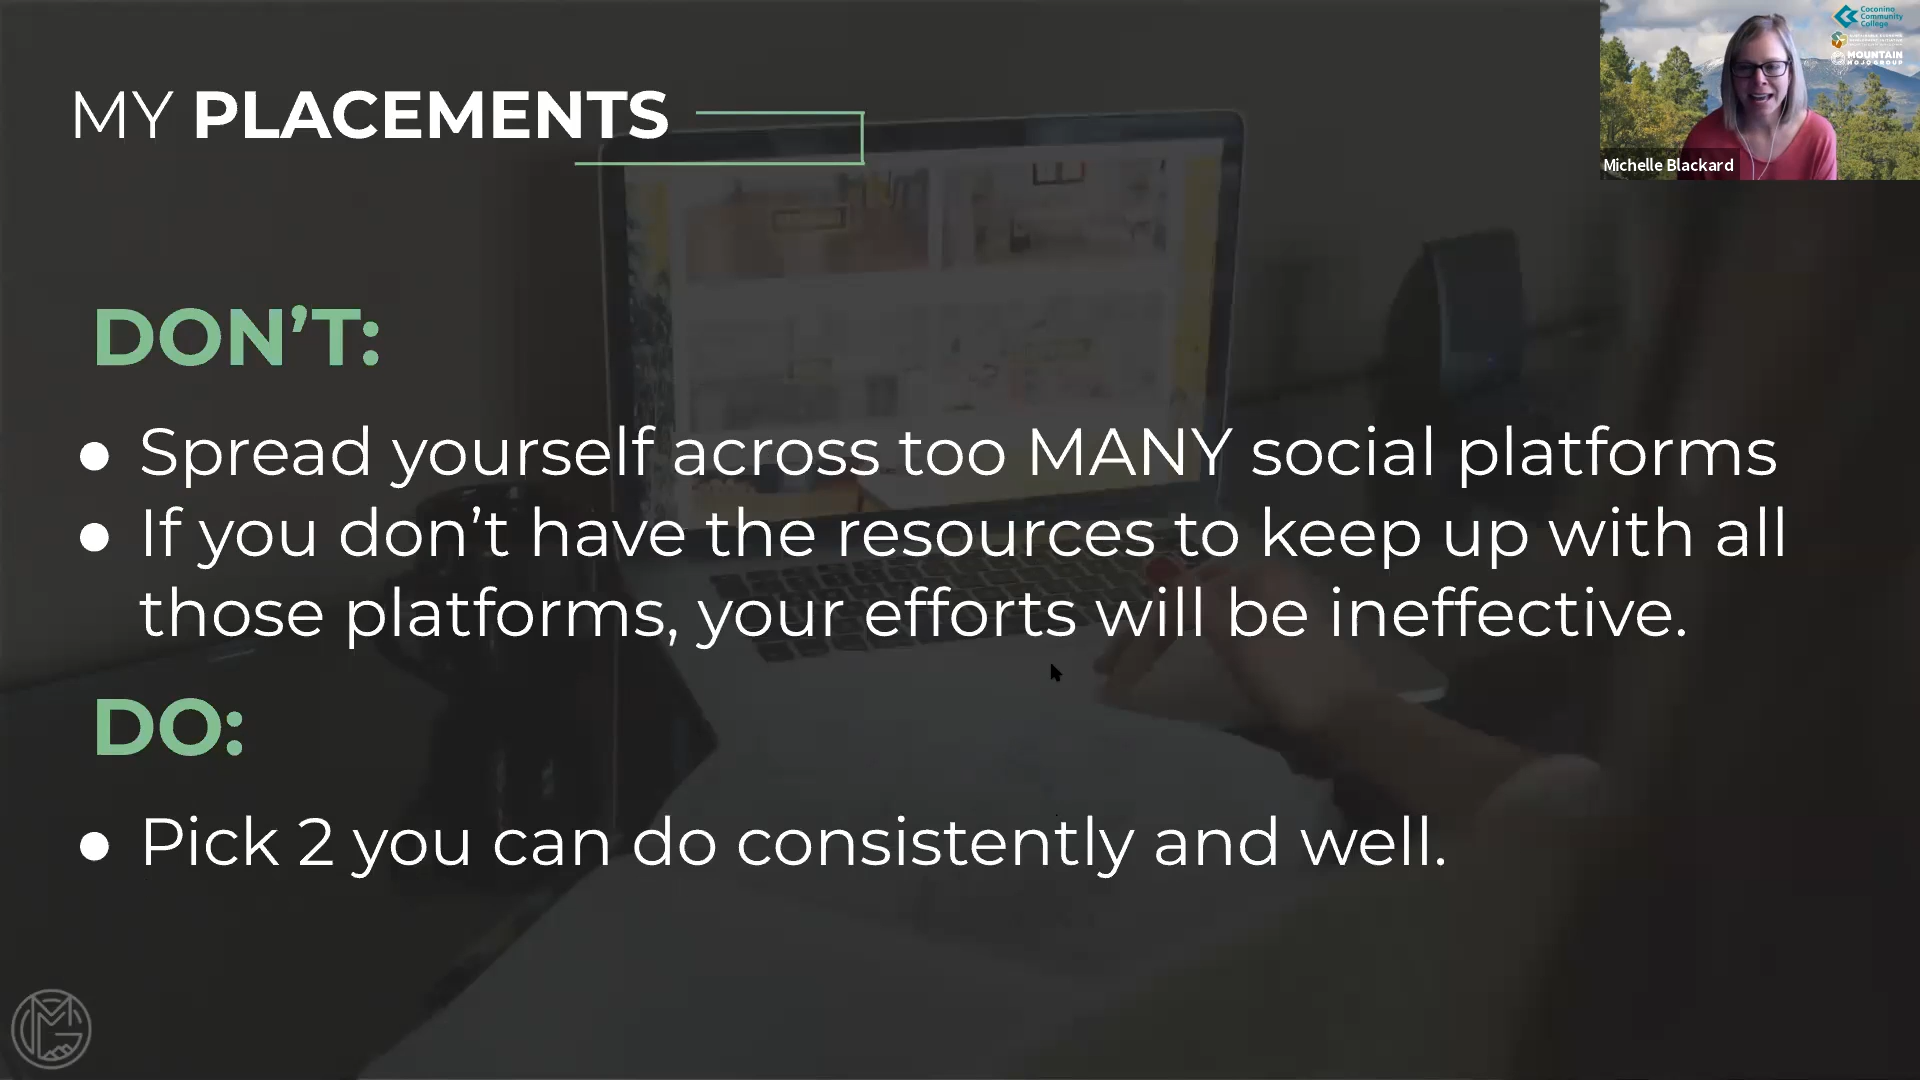 MY PLACEMENTS
Coconino
Community
College
MOUNTAIN
MOJO GROUP
Michelle Blackard
DON’T:
● Spread yourself across too MANY social platforms
● If you don’t have the resources to keep up with all
those platforms, your efforts will be ineffective.
DO:
● Pick 2 you can do consistently and well.